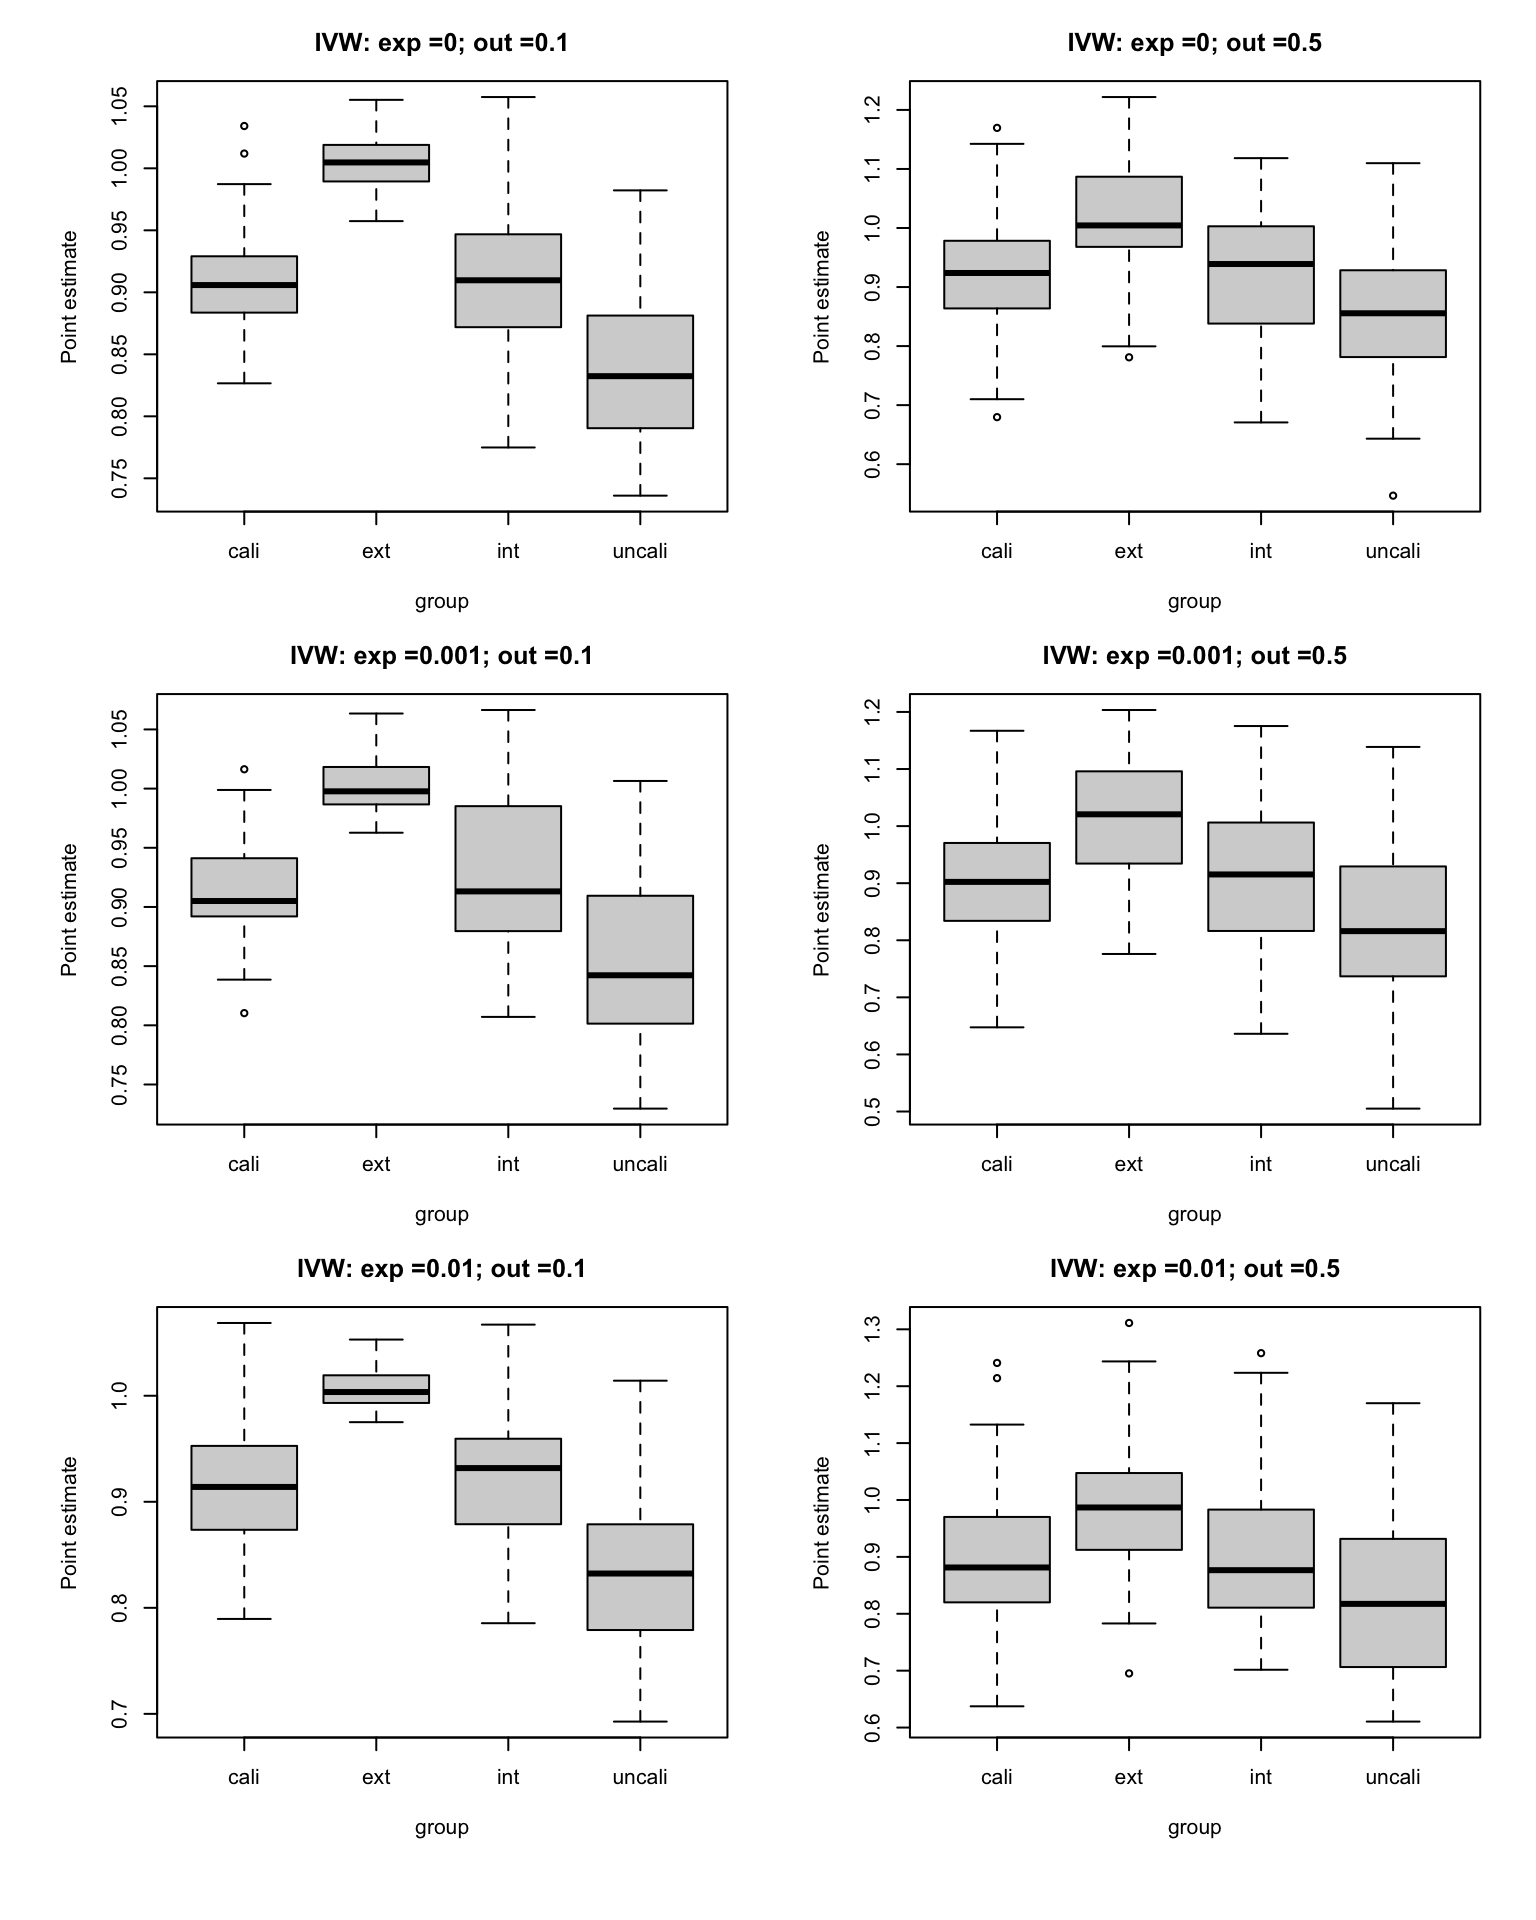 IVW: exp =0; out =0.1
Point estimate
1.05
1.00
0.95
0.90
0.85
0.80
0.75
cali ext int uncali
group
IVW: exp =0; out =0.5
Point estimate
1.2
1.1
1.0
0.9
0.8
0.7
0.6
cali ext int uncali
group
IVW: exp =0.001; out =0.1
Point estimate
1.05
1.00
0.95
0.90
0.85
0.80
0.75
cali ext int uncali
group
IVW: exp =0.001; out =0.5
Point estimate
1.2
1.1
1.0
0.9
0.8
0.7
0.6
0.5
cali ext int uncali
group
IVW: exp =0.01; out =0.1
Point estimate
1.0
0.9
0.8
0.7
cali ext int uncali
group
IVW: exp =0.01; out =0.5
Point estimate
1.3
1.2
1.1
1.0
0.9
0.8
0.7
0.6
cali ext int uncali
group